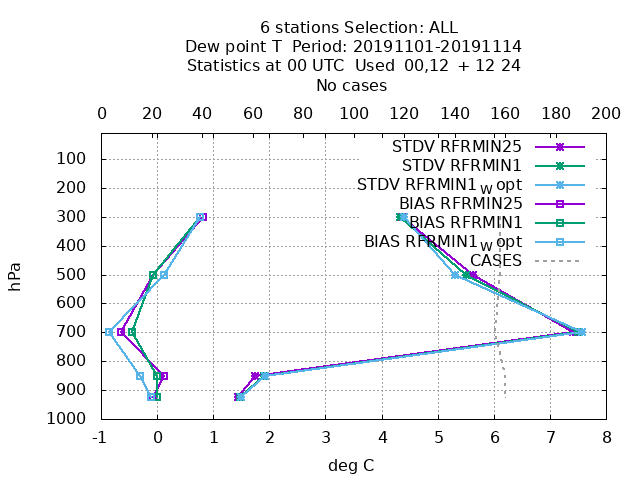 6 stations Selection: ALL
Dew point T  Period: 20191101-20191114
Statistics at 00 UTC  Used  00,12  + 12 24
No cases
0 20 40 60 80 100 120 140 160 180 200
STDV RFRMIN25
STDV RFRMIN1
STDV RFRMIN1w opt
BIAS RFRMIN25
BIAS RFRMIN1
BIAS RFRMIN1w opt
CASES
100
200
300
400
500
600
700
800
900
1000
hPa
-1 0 1 2 3 4 5 6 7 8
deg C